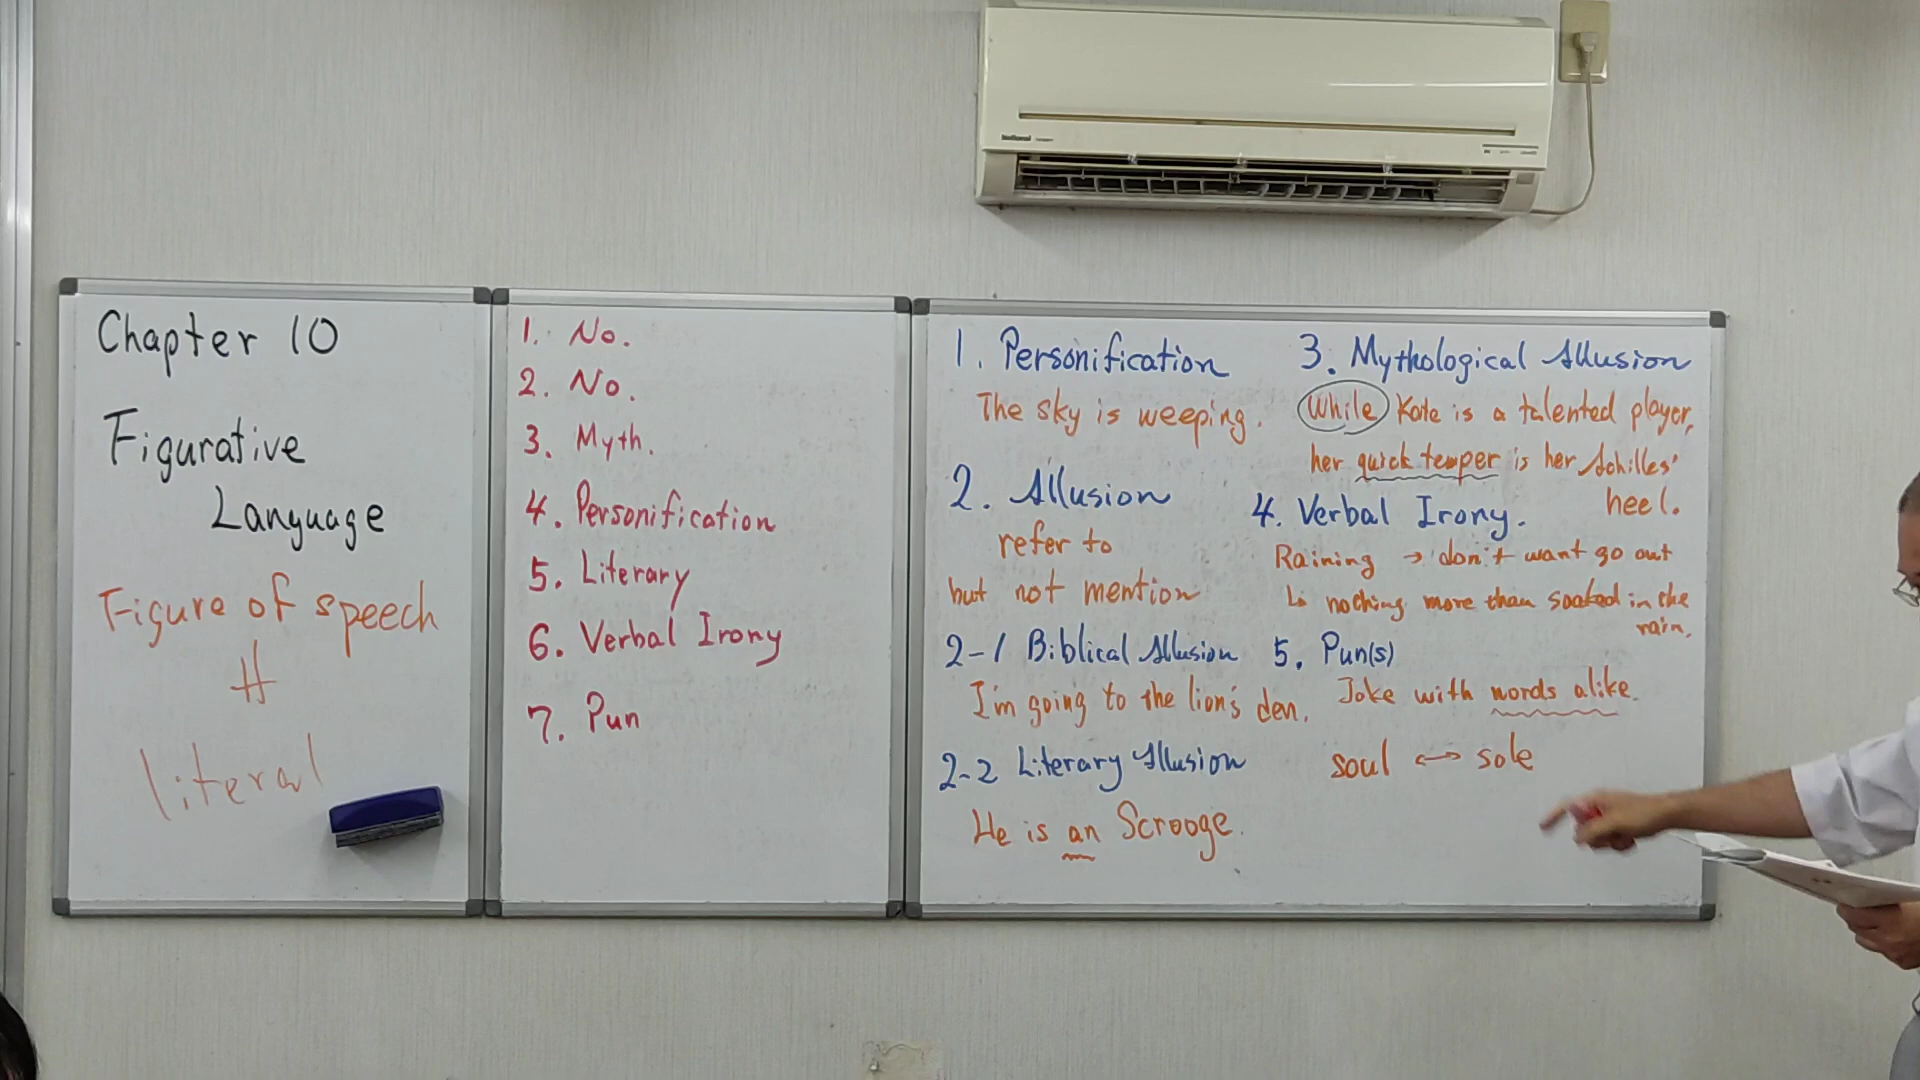 Chapter 10
Figurative
Language
Figure of speech
≠
literal
1. No.
2. No.
3. Myth.
4. Personification
5. Literary
6. Verbal Irony
7. Pun
1. Personification
The sky is weeping.
2. Allusion
refer to
but not mention
2-1 Biblical Allusion
I'm going to the lion's den.
2-2 Literary Allusion
He is an Scrooge.
3. Mythological Allusion
While Kate is a talented player,
her quick temper is her Achilles'
heel.
4. Verbal Irony.
Raining → don't want go out
↳ nothing more than soaked in the
rain.
5. Pun(s)
Joke with words alike.
soul ↔ sole
National